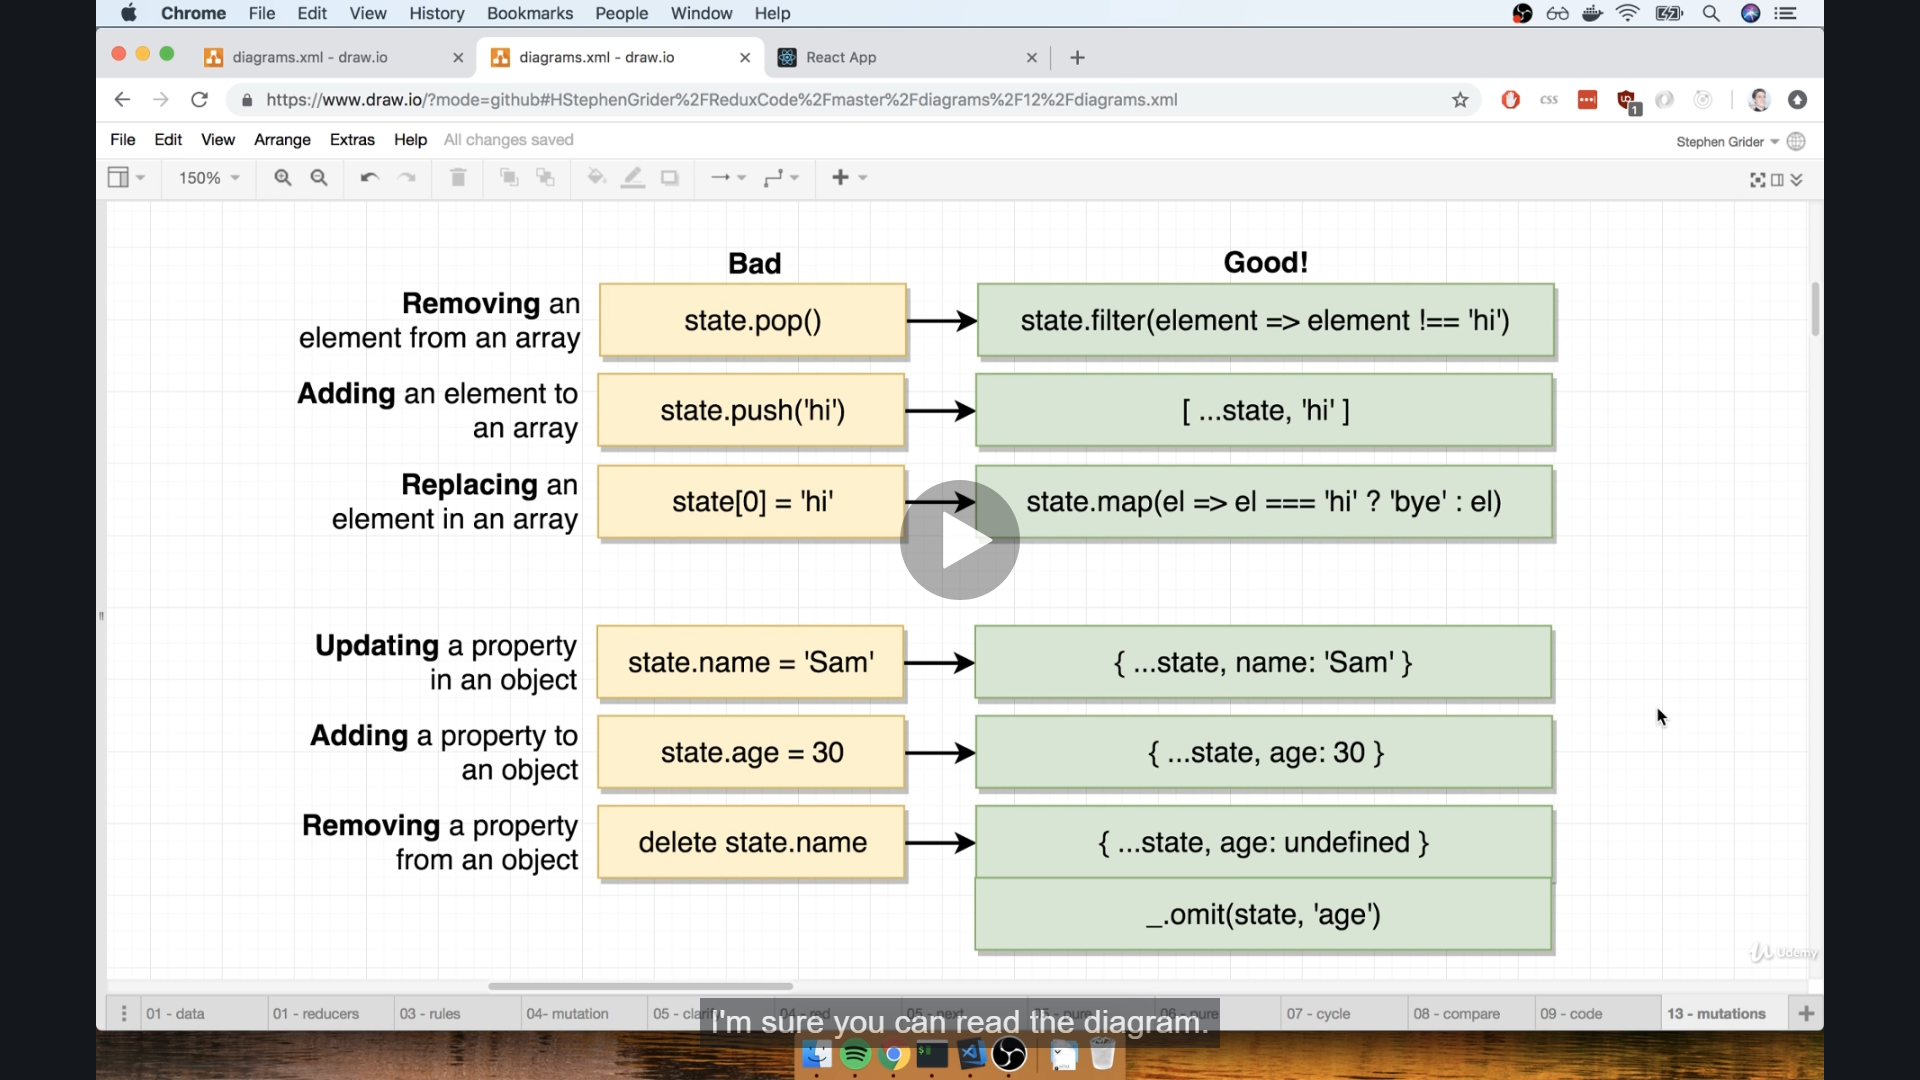 Chrome File Edit View History Bookmarks People Window Help
diagrams.xml - draw.io
diagrams.xml - draw.io
React App
https://www.draw.io/?mode=github#HStephenGrider%2FReduxCode%2Fmaster%2Fdiagrams%2F12%2Fdiagrams.xml
css
1
File Edit View Arrange Extras Help All changes saved
Stephen Grider
150%
Bad
Good!
Removing an
element from an array
state.pop()
state.filter(element => element !== 'hi')
Adding an element to
an array
state.push('hi')
[ ...state, 'hi' ]
Replacing an
element in an array
state[0] = 'hi'
state.map(el => el === 'hi' ? 'bye' : el)
Updating a property
in an object
state.name = 'Sam'
{ ...state, name: 'Sam' }
Adding a property to
an object
state.age = 30
{ ...state, age: 30 }
Removing a property
from an object
delete state.name
{ ...state, age: undefined }
_.omit(state, 'age')
Udemy
01 - data
01 - reducers
03 - rules
04- mutation
07 - cycle
08 - compare
09 - code
13 - mutations
I'm sure you can read the diagram.